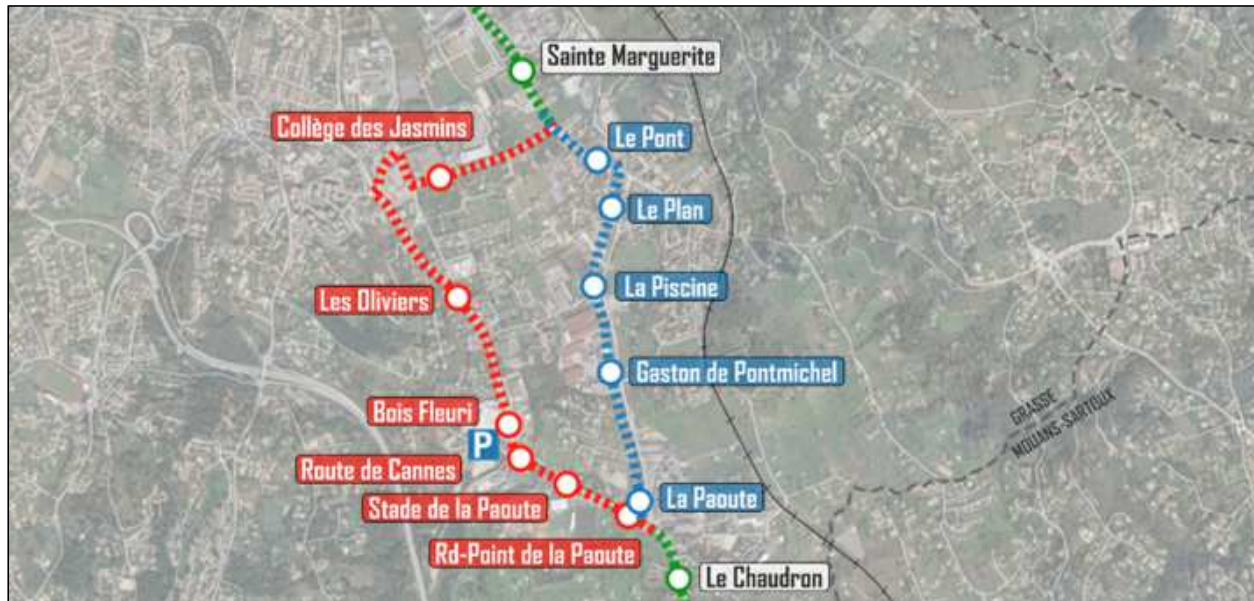 Sainte Marguerite
Collège des Jasmins
Le Pont
Le Plan
La Piscine
Les Oliviers
Gaston de Pontmichel
Bois Fleuri
P
Route de Cannes
Stade de la Paoute
La Paoute
Rd-Point de la Paoute
Le Chaudron
GRASSE
MOUANS-SARTOUX